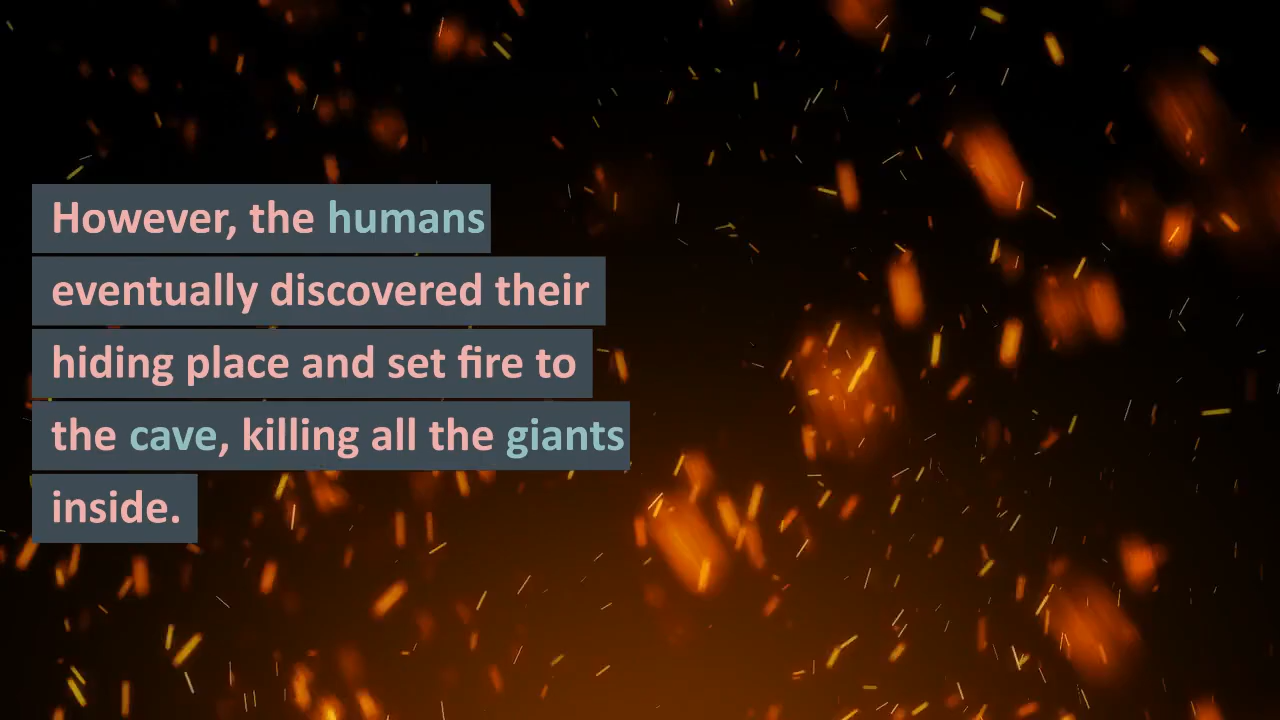 However, the humans
eventually discovered their
hiding place and set fire to
the cave, killing all the giants
inside.